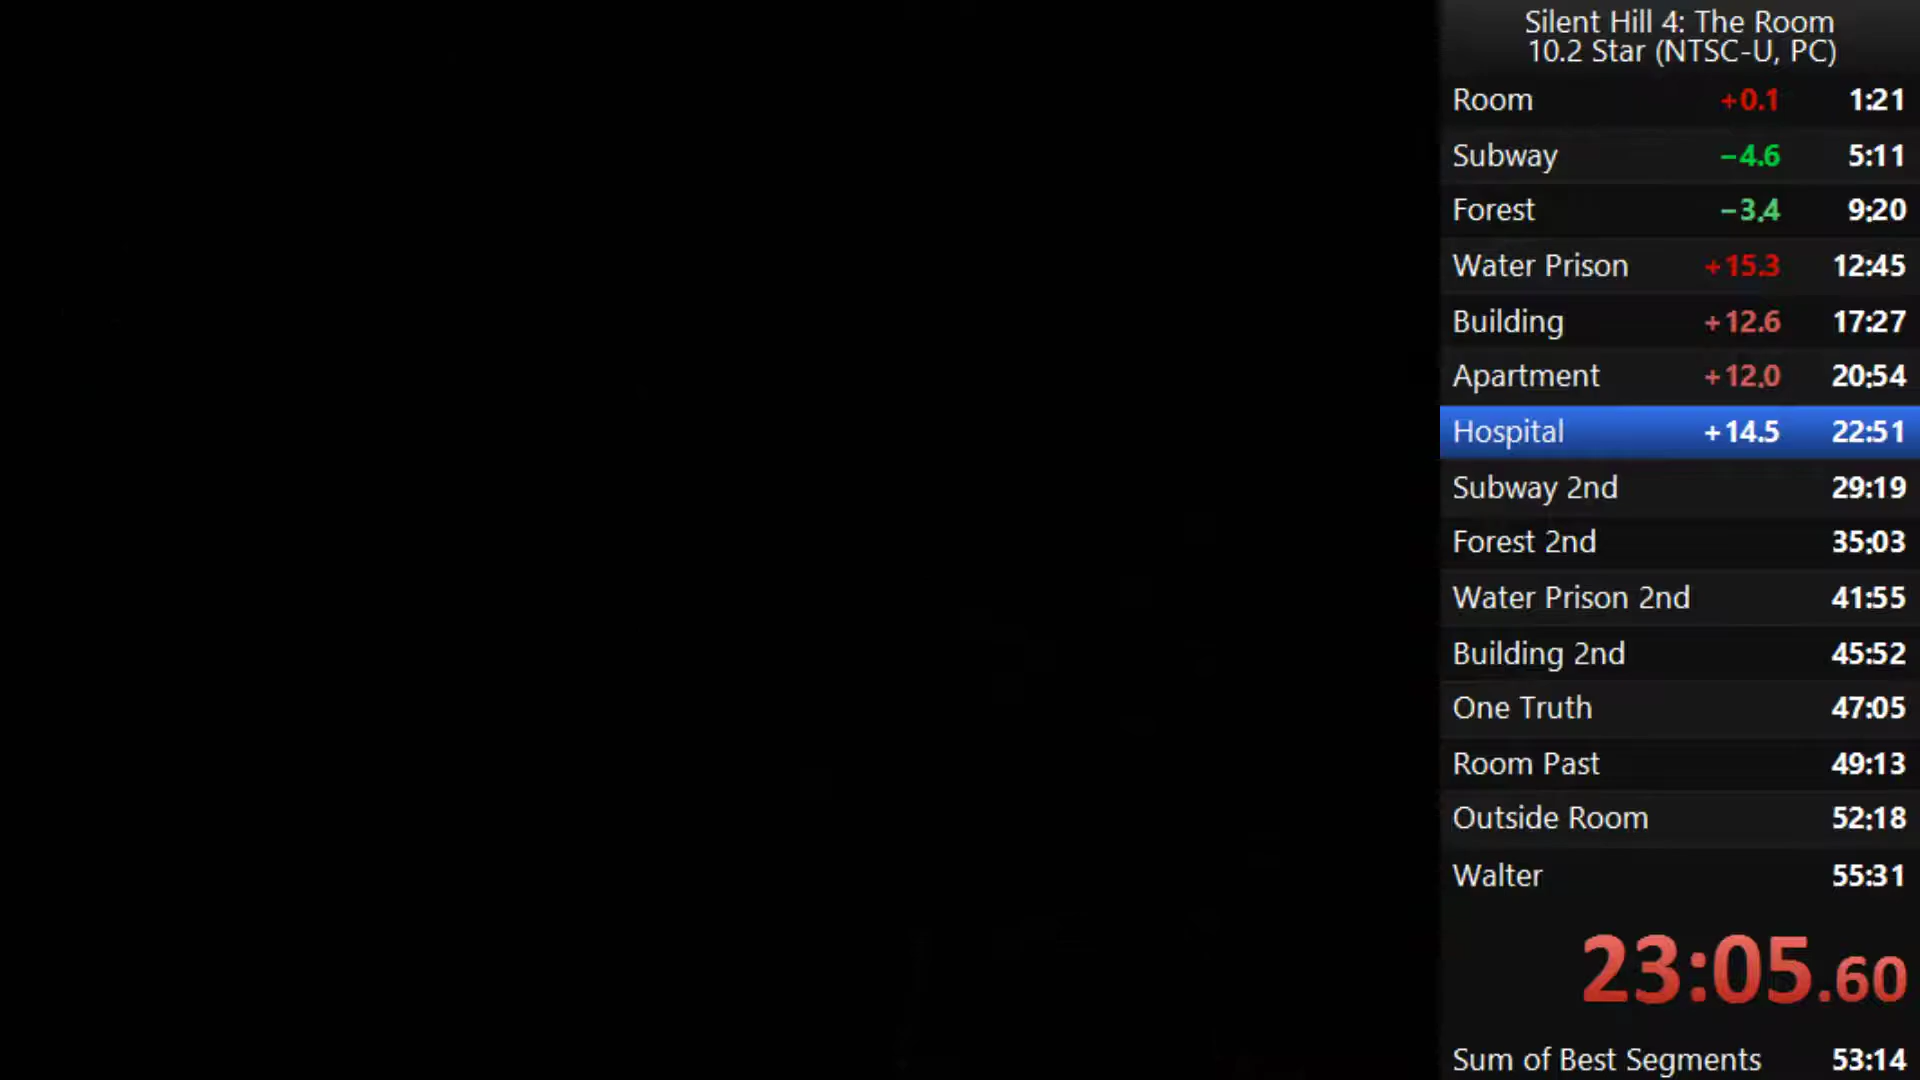 Silent Hill 4: The Room
10.2 Star (NTSC-U, PC)
Room +0.1 1:21
Subway −4.6 5:11
Forest −3.4 9:20
Water Prison +15.3 12:45
Building +12.6 17:27
Apartment +12.0 20:54
Hospital +14.5 22:51
Subway 2nd 29:19
Forest 2nd 35:03
Water Prison 2nd 41:55
Building 2nd 45:52
One Truth 47:05
Room Past 49:13
Outside Room 52:18
Walter 55:31
23:05.60
Sum of Best Segments 53:14